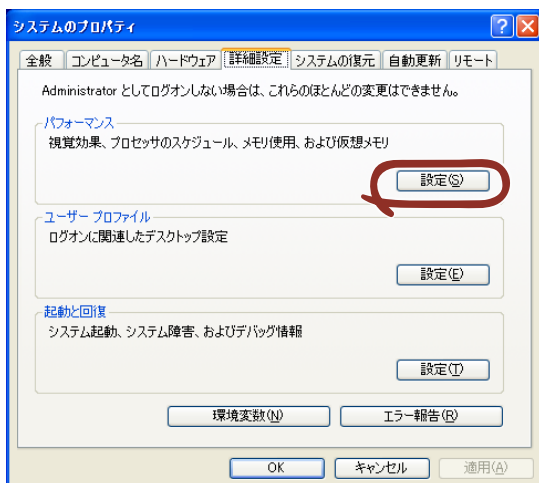 システムのプロパティ
全般 コンピュータ名 ハードウェア 詳細設定 システムの復元 自動更新 リモート
Administrator としてログオンしない場合は、これらのほとんどの変更はできません。
パフォーマンス
視覚効果、プロセッサのスケジュール、メモリ使用、および仮想メモリ
設定(S)
ユーザー プロファイル
ログオンに関連したデスクトップ設定
設定(E)
起動と回復
システム起動、システム障害、およびデバッグ情報
設定(T)
環境変数(N) エラー報告(R)
OK キャンセル 適用(A)